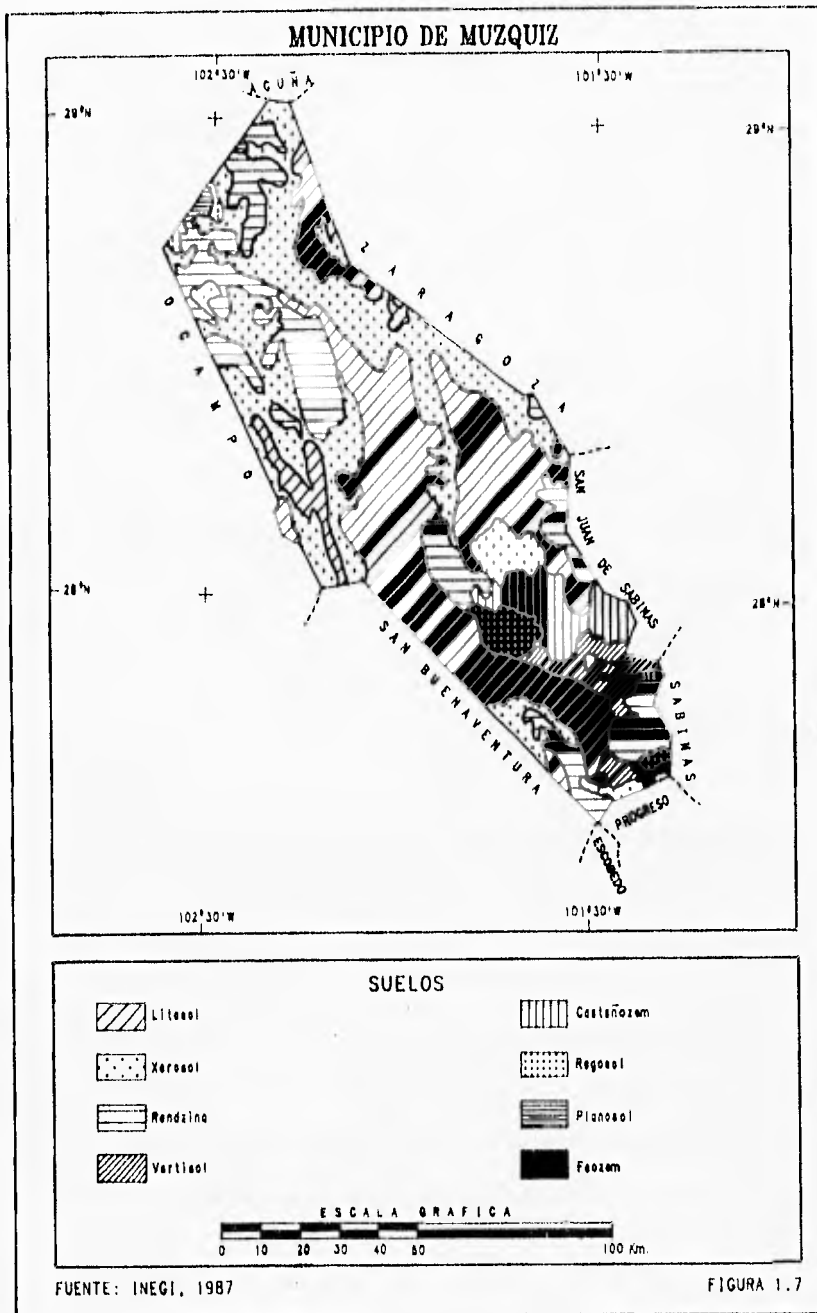 MUNICIPIO DE MUZQUIZ
102°30'W
101°30'W
AGUÑA
29°N
29°N
ZARAGOZA
OCAMPO
SAN JUAN DE SABINAS
28°N
28°N
SAN BUENAVENTURA
SABINAS
PROGRESO
ESCOBEDO
102°30'W
101°30'W
SUELOS
Litosol
Castañozem
Xerosol
Regosol
Rendzina
Planosol
Vertisol
Feozem
ESCALA GRAFICA
0 10 20 30 40 50 100 Km.
FUENTE: INEGI, 1987
FIGURA 1.7